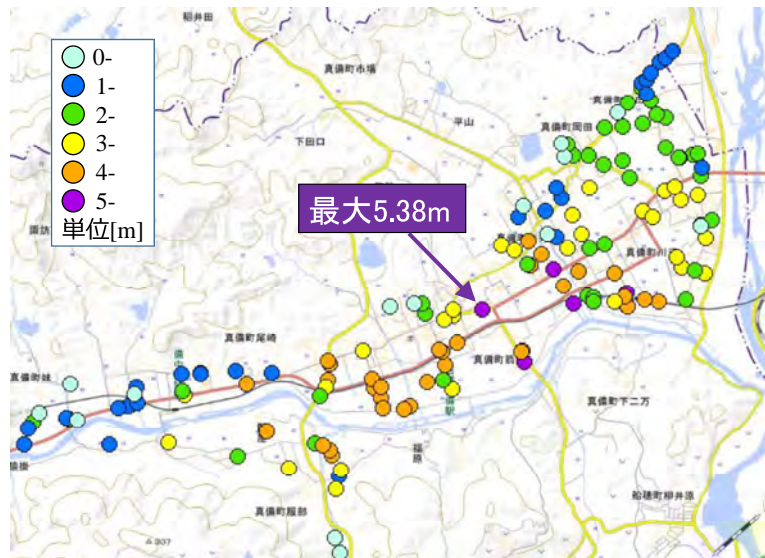 稲井田
0-
1-
2-
3-
4-
5-
単位[m]
真備町市場
平山
下田口
真備町岡田
最大5.38m
真備町川
真備町尾崎
真備町妹
真備町
真備町下二万
福原
真備町服部
船穂町柳井原
307